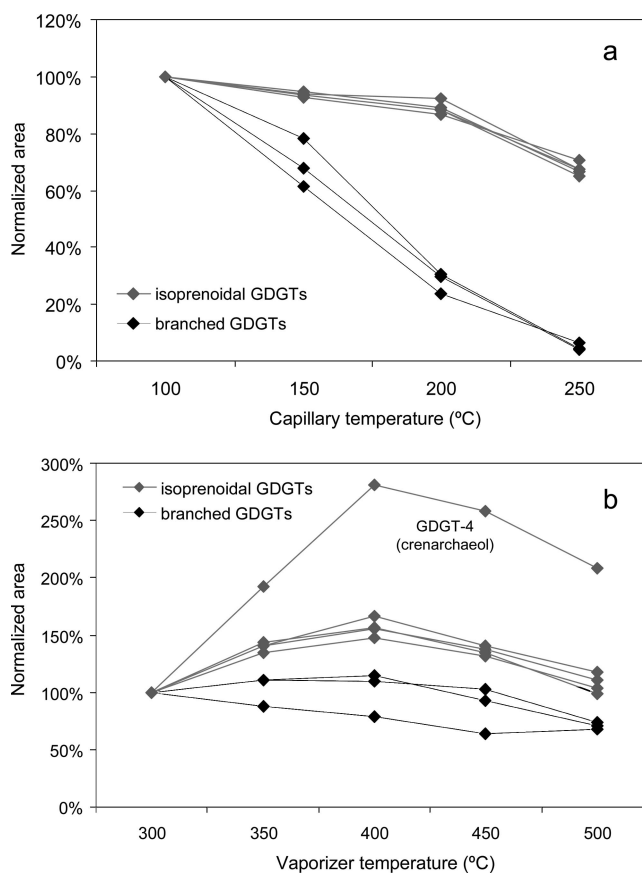 a
120%
100%
80%
60%
40%
20%
0%
Normalized area
isoprenoidal GDGTs
branched GDGTs
100 150 200 250
Capillary temperature (ºC)
b
300%
250%
200%
150%
100%
50%
0%
Normalized area
isoprenoidal GDGTs
branched GDGTs
GDGT-4
(crenarchaeol)
300 350 400 450 500
Vaporizer temperature (ºC)